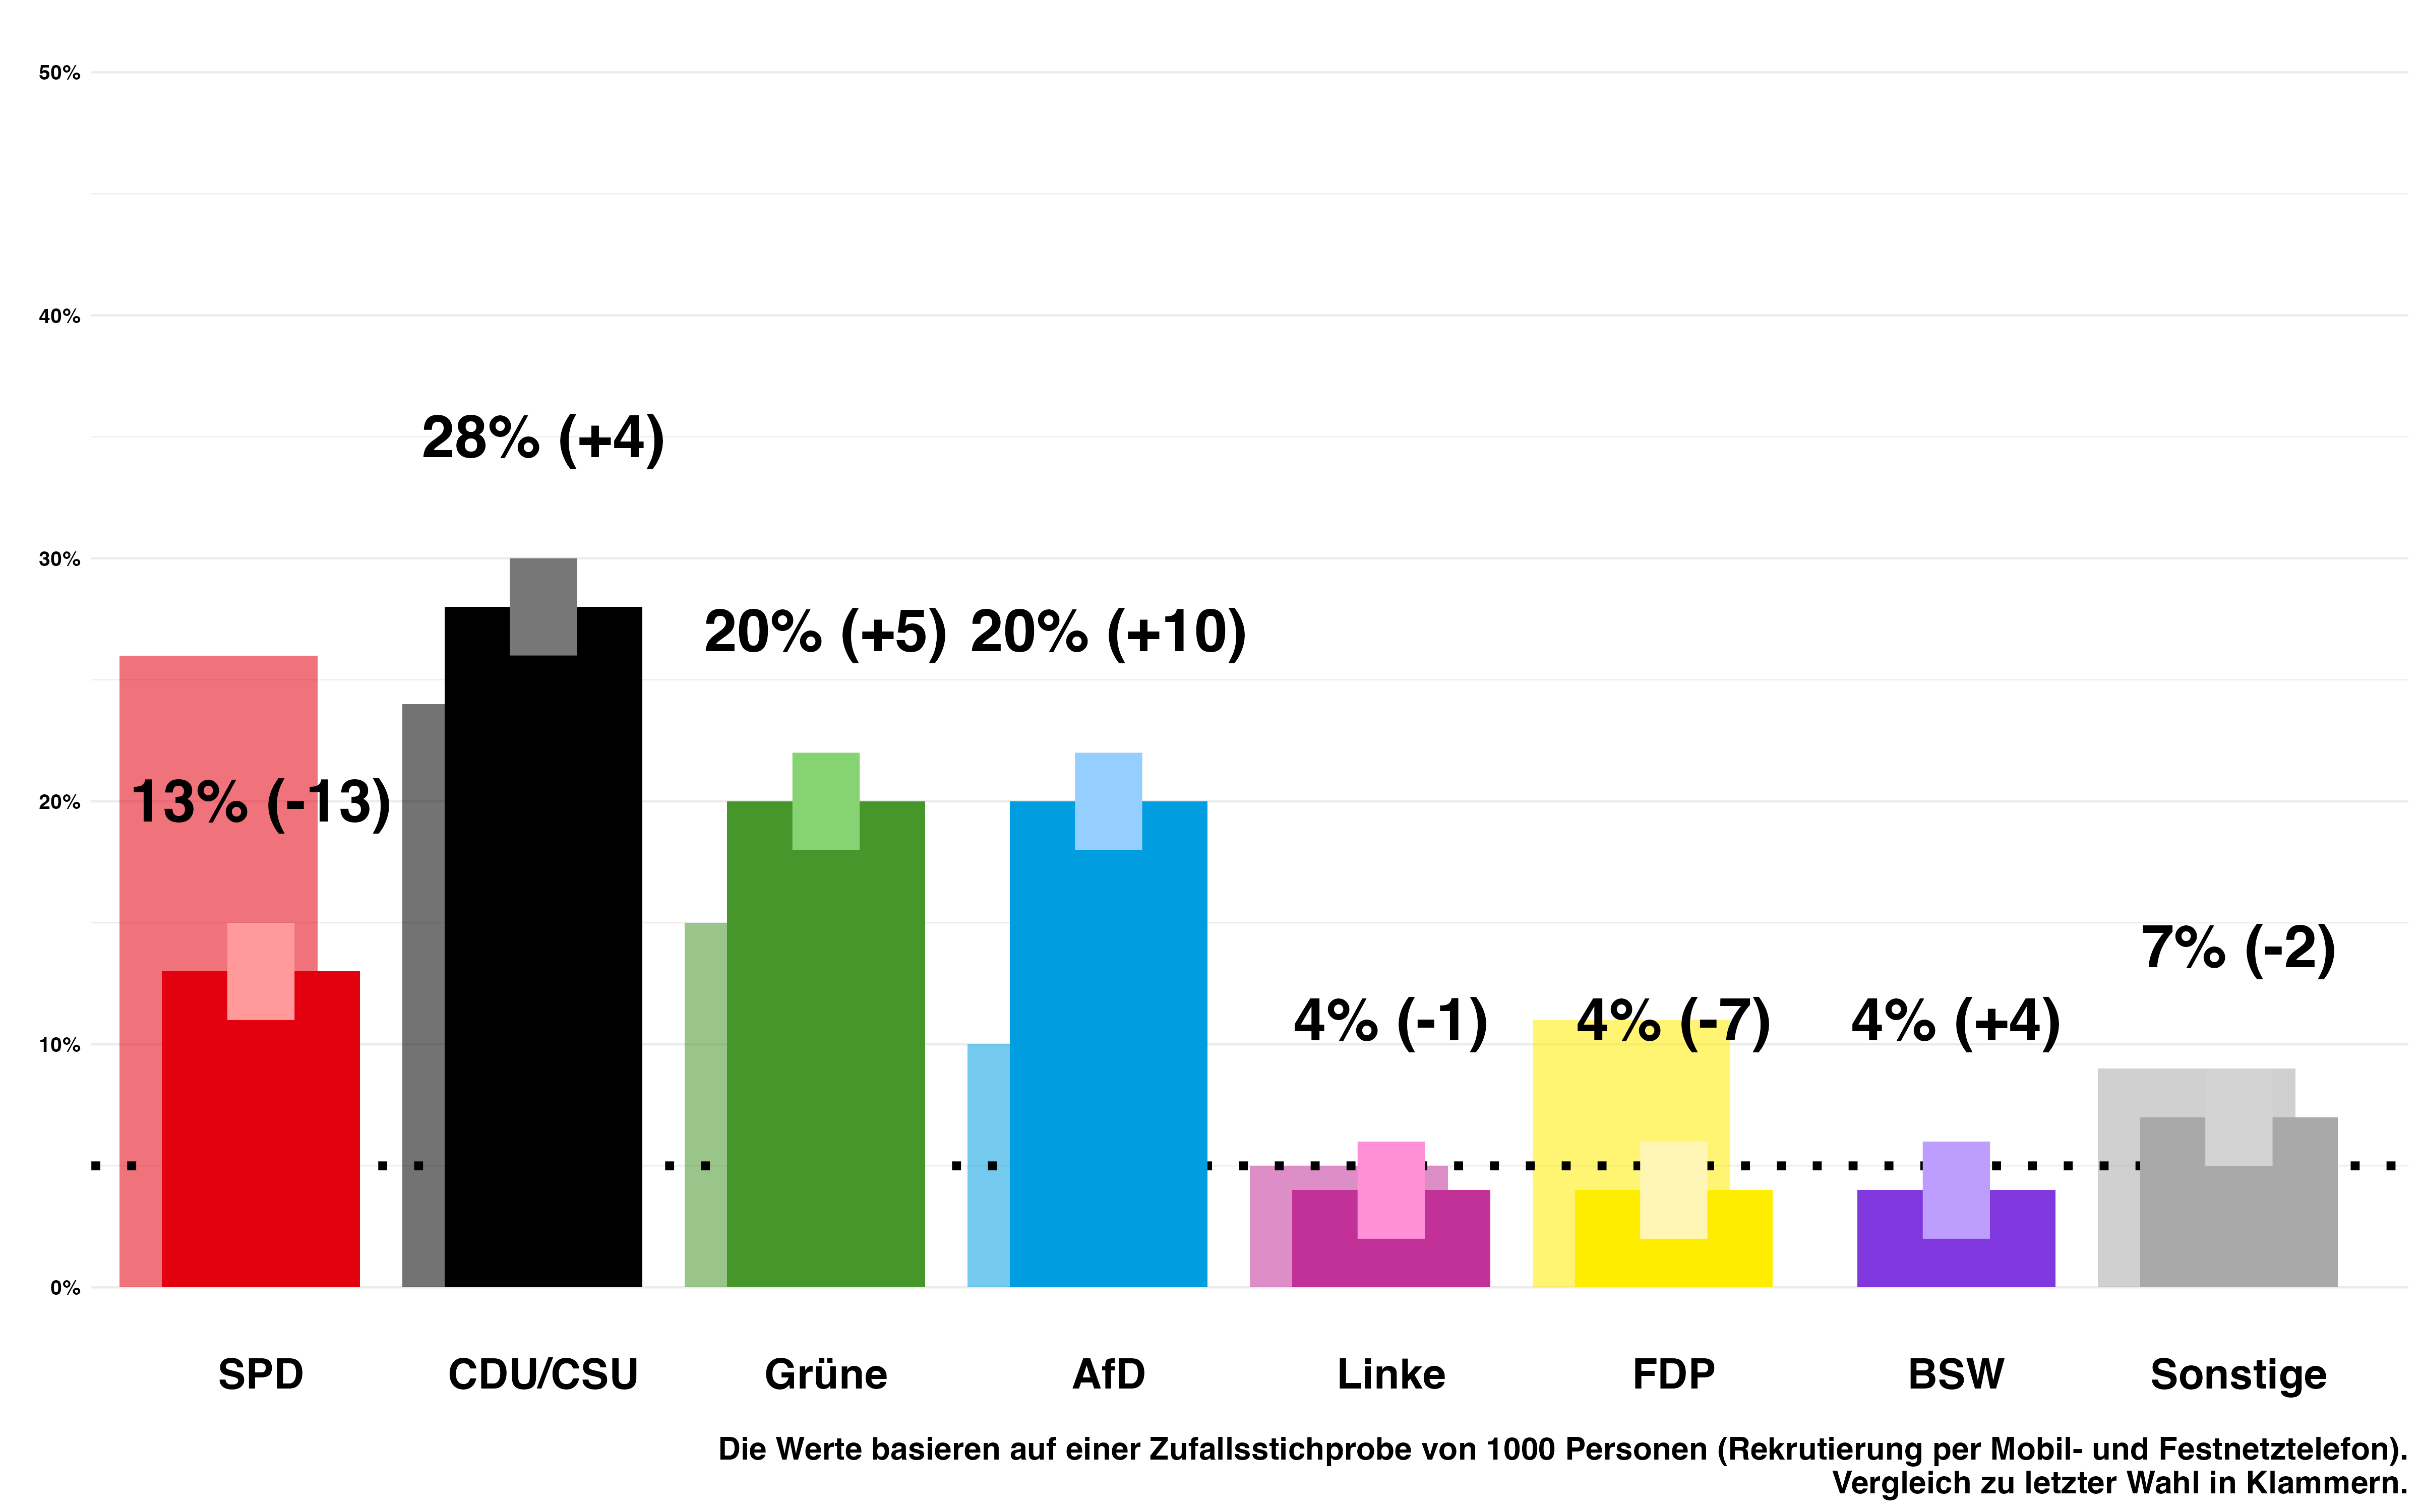 50%
40%
30%
20%
10%
0%
28% (+4)
20% (+5) 20% (+10)
13% (-13)
7% (-2)
4% (-1) 4% (-7) 4% (+4)
SPD CDU/CSU Grüne AfD Linke FDP BSW Sonstige
Die Werte basieren auf einer Zufallsstichprobe von 1000 Personen (Rekrutierung per Mobil- und Festnetztelefon).
Vergleich zu letzter Wahl in Klammern.